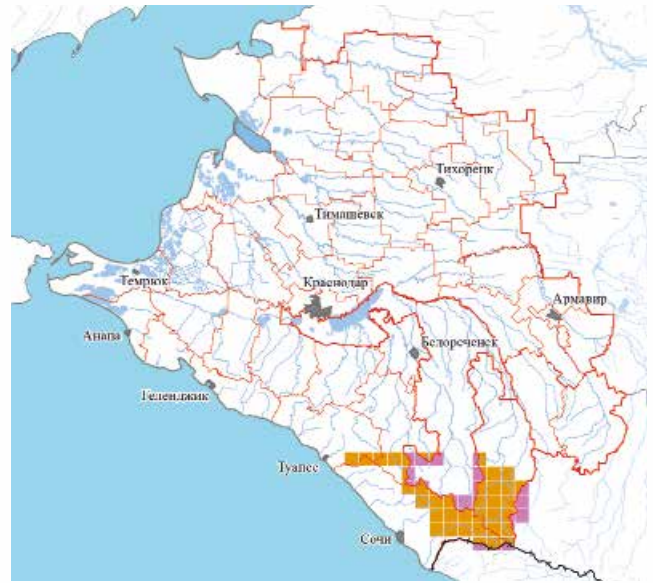 Тихорецк
Тимашевск
Темрюк
Краснодар
Армавир
Анапа
Белореченск
Геленджик
Туапсе
Сочи